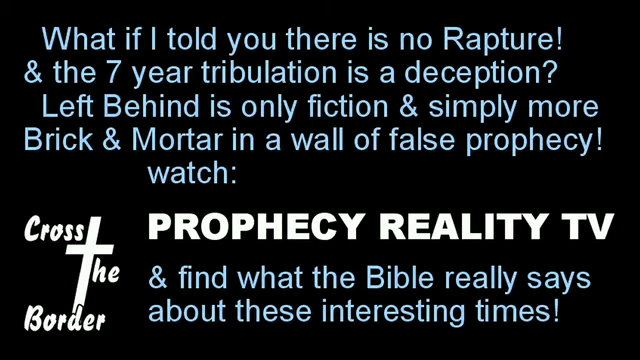 What if I told you there is no Rapture!
& the 7 year tribulation is a deception?
Left Behind is only fiction & simply more
Brick & Mortar in a wall of false prophecy!
watch:
Cross
the
Border
PROPHECY REALITY TV
& find what the Bible really says
about these interesting times!